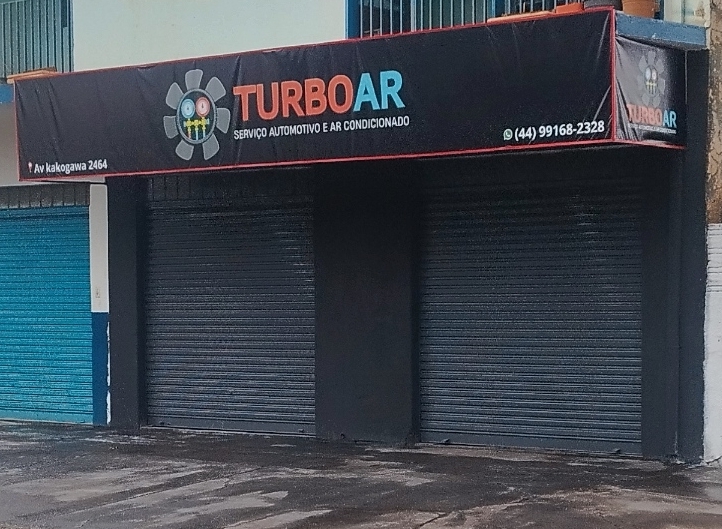 TURBOAR
SERVIÇO AUTOMOTIVO E AR CONDICIONADO
Av kakogawa 2464
(44) 99168-2328
TURBOAR